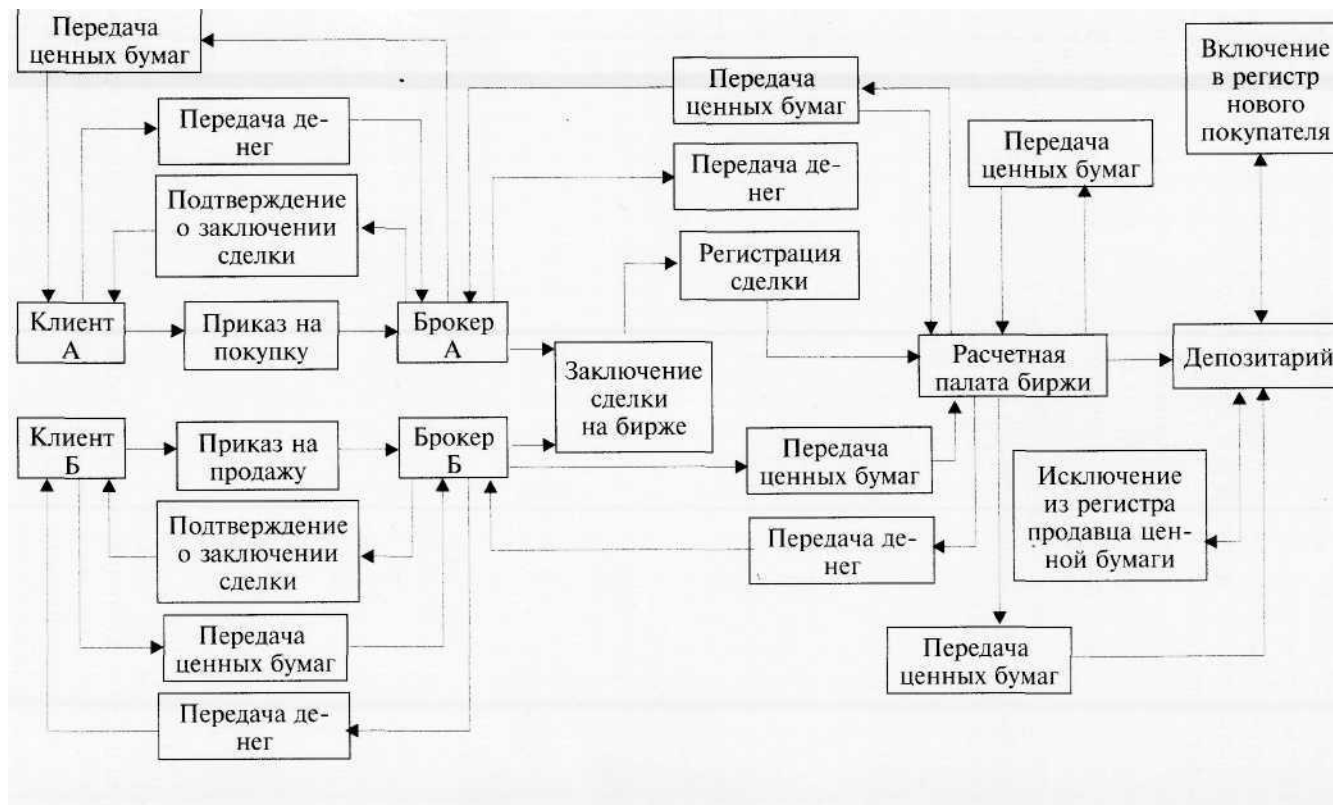 Передача
ценных бумаг
Передача де-
нег
Подтверждение
о заключении
сделки
Клиент
А
Приказ на
покупку
Брокер
А
Передача
ценных бумаг
Передача де-
нег
Регистрация
сделки
Заключение
сделки
на бирже
Передача
ценных бумаг
Включение
в регистр
нового
покупателя
Расчетная
палата биржи
Депозитарий
Клиент
Б
Приказ на
продажу
Брокер
Б
Передача
ценных бумаг
Подтверждение
о заключении
сделки
Передача де-
нег
Исключение
из регистра
продавца цен-
ной бумаги
Передача
ценных бумаг
Передача
ценных бумаг
Передача де-
нег